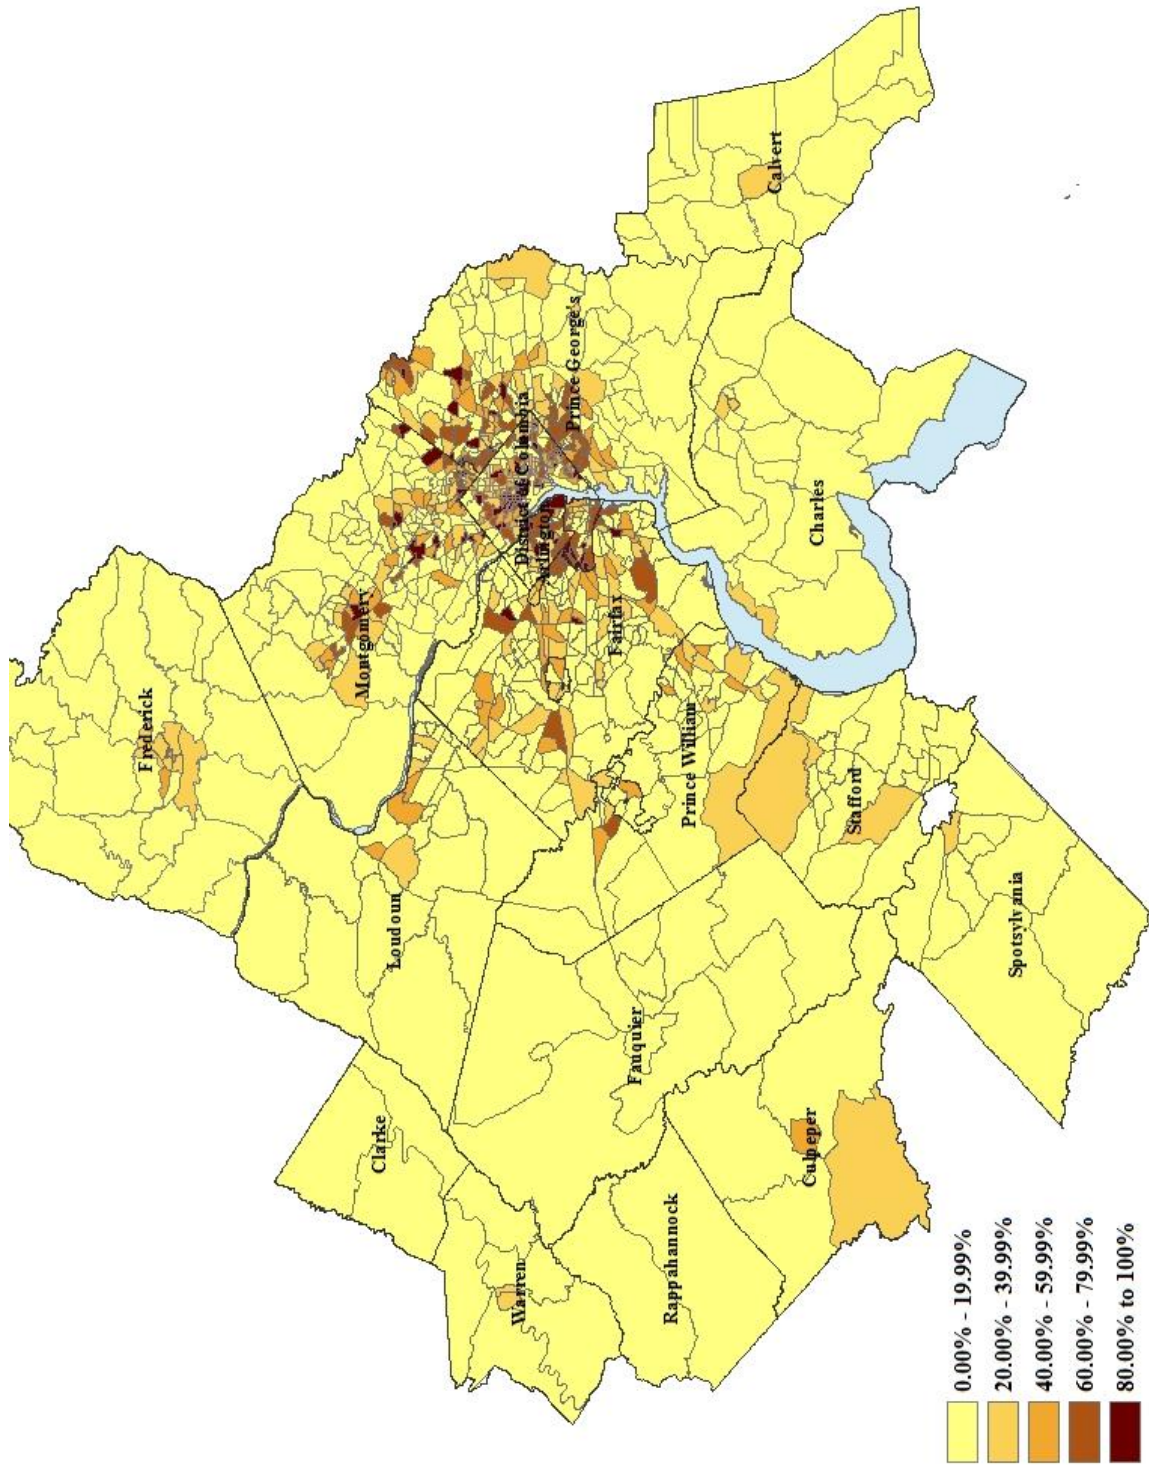 Frederick
Montgomery
Loudoun
Clarke
Warren
Rappahannock
Fauquier
Culpeper
District of Columbia
Arlington
Fairfax
Prince George's
Prince William
Stafford
Spotsylvania
Charles
Calvert
0.00% - 19.99%
20.00% - 39.99%
40.00% - 59.99%
60.00% - 79.99%
80.00% to 100%